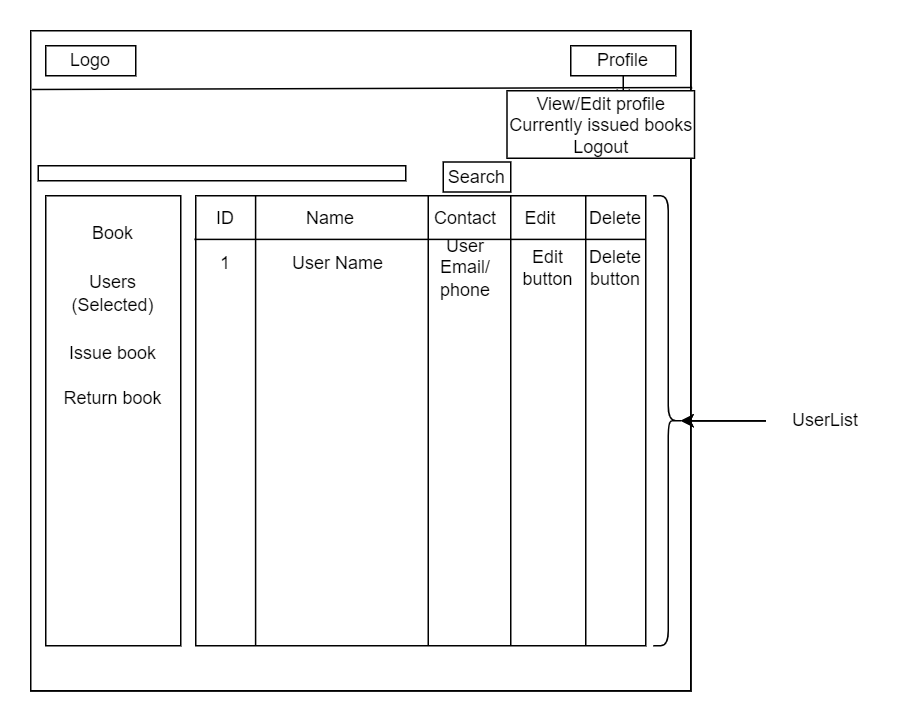 Logo
Profile
View/Edit profile
Currently issued books
Logout
Search
Book
Users
(Selected)
Issue book
Return book
ID
Name
Contact
Edit
Delete
1
User Name
User
Email/
phone
Edit
button
Delete
button
UserList